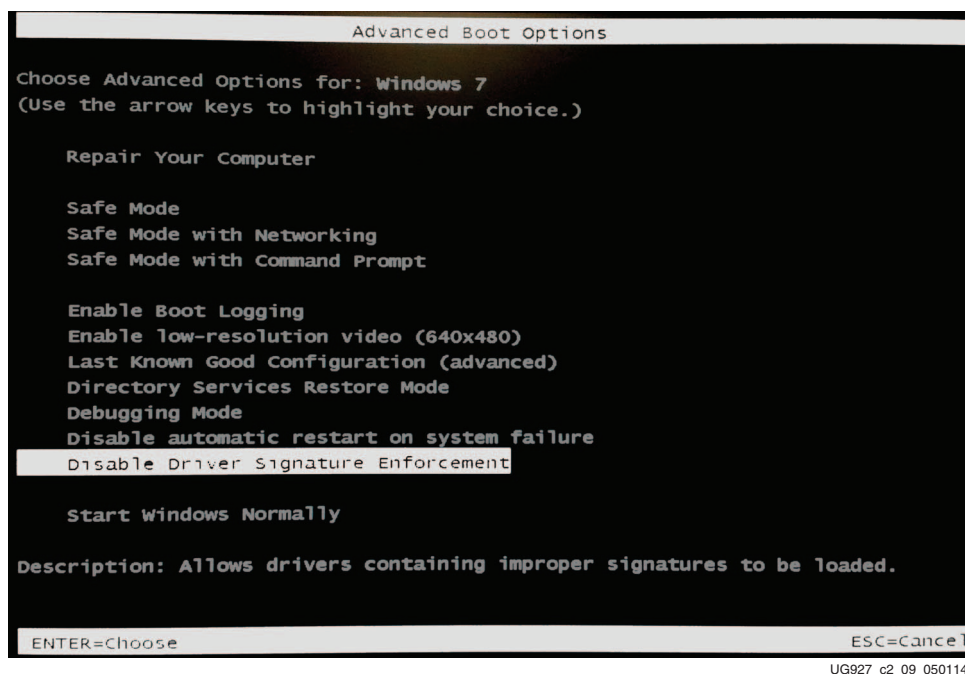 Advanced Boot Options
Choose Advanced Options for: Windows 7
(Use the arrow keys to highlight your choice.)
Repair Your Computer
Safe Mode
Safe Mode with Networking
Safe Mode with Command Prompt
Enable Boot Logging
Enable low-resolution video (640x480)
Last Known Good Configuration (advanced)
Directory Services Restore Mode
Debugging Mode
Disable automatic restart on system failure
Disable Driver Signature Enforcement
Start Windows Normally
Description: Allows drivers containing improper signatures to be loaded.
ENTER=Choose ESC=Cancel
UG927_c2_09_050114